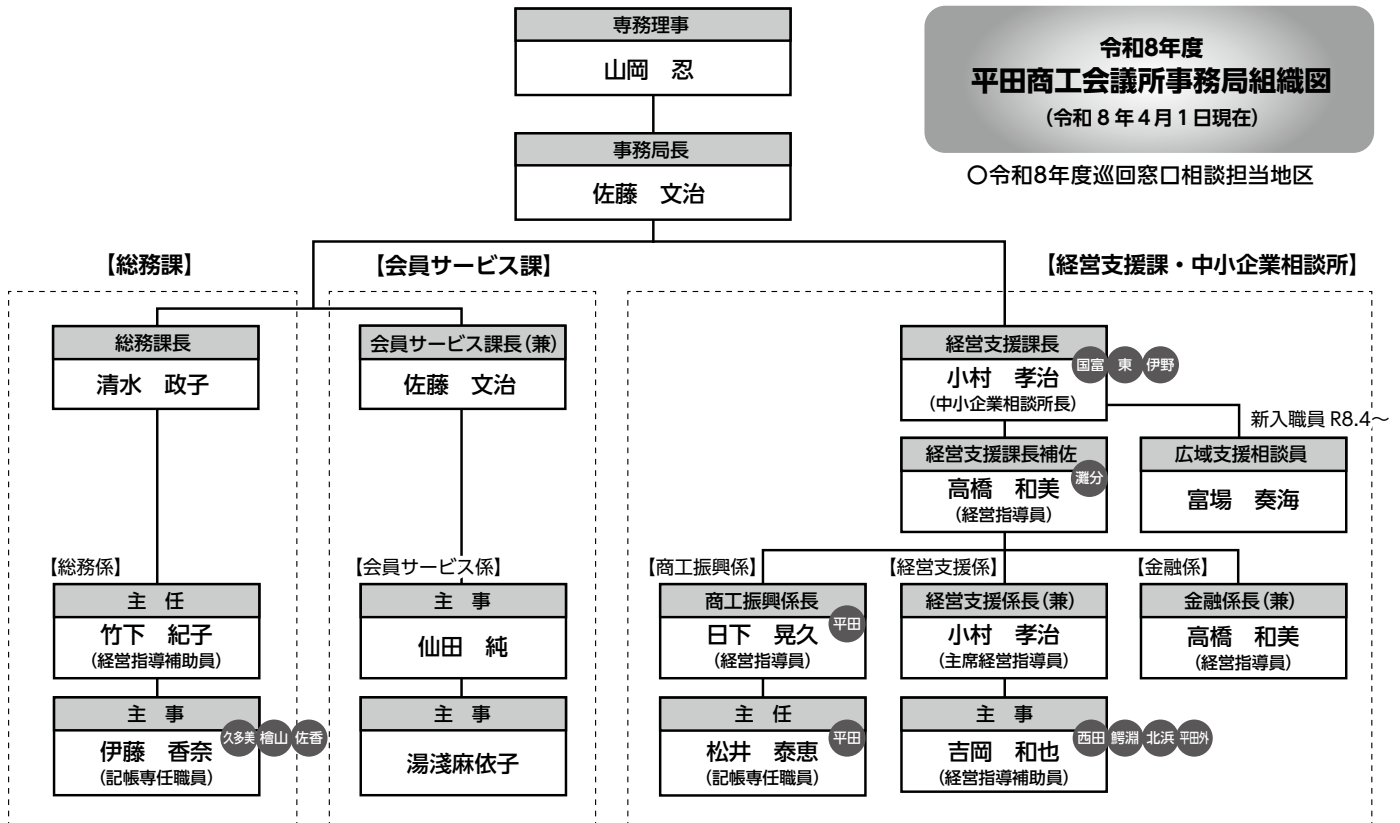 専務理事
山岡　忍
令和8年度
平田商工会議所事務局組織図
（令和８年４月１日現在）
事務局長
佐藤　文治
○令和8年度巡回窓口相談担当地区
【総務課】
総務課長
清水　政子
【総務係】
主　任
竹下　紀子
（経営指導補助員）
主　事
伊藤　香奈
（記帳専任職員）
久多美
檜山
佐香
【会員サービス課】
会員サービス課長（兼）
佐藤　文治
【会員サービス係】
主　事
仙田　純
主　事
湯淺麻依子
【経営支援課・中小企業相談所】
経営支援課長
小村　孝治
（中小企業相談所長）
国富
東
伊野
新入職員 R8.4～
経営支援課長補佐
高橋　和美
（経営指導員）
灘分
広域支援相談員
富場　奏海
【商工振興係】
商工振興係長
日下　晃久
（経営指導員）
平田
主　任
松井　泰恵
（記帳専任職員）
平田
【経営支援係】
経営支援係長（兼）
小村　孝治
（主席経営指導員）
主　事
吉岡　和也
（経営指導補助員）
西田
鰐淵
北浜
平田外
【金融係】
金融係長（兼）
高橋　和美
（経営指導員）